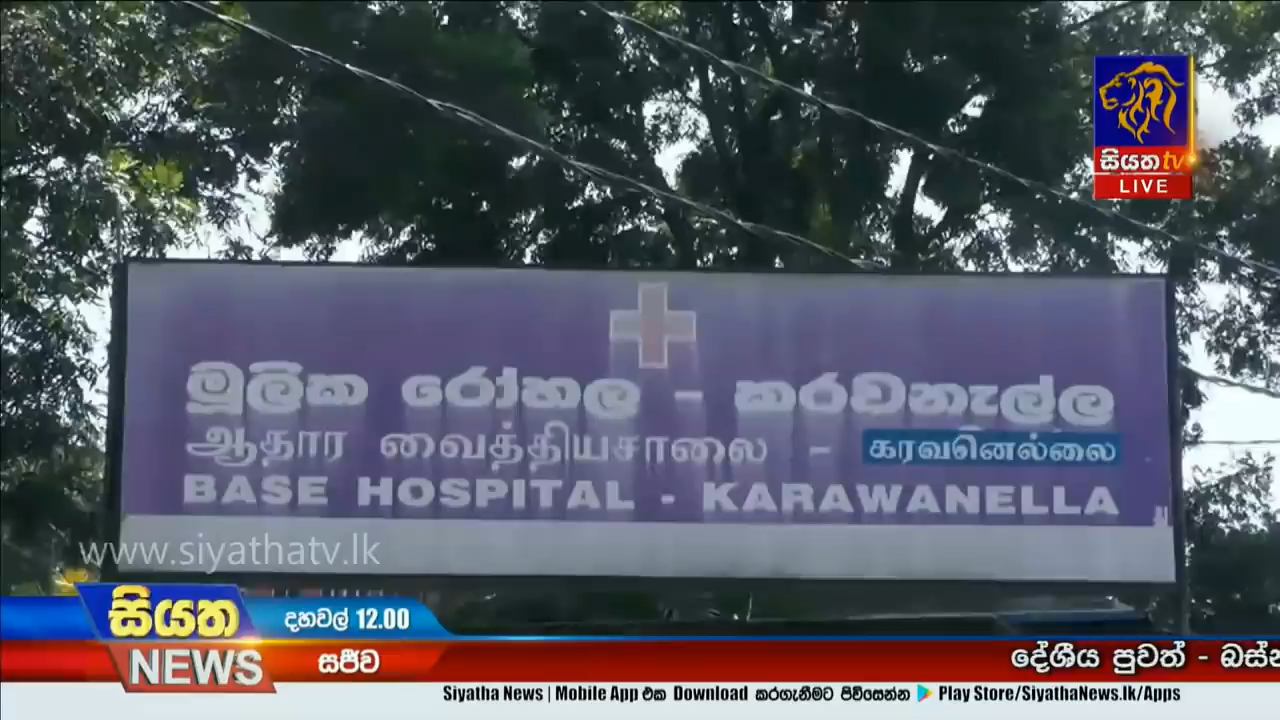 සියත tv
LIVE
මූලික රෝහල - කරවනැල්ල
ஆதார வைத்தியசாலை - கரவனெல்லை
BASE HOSPITAL - KARAWANELLA
www.siyathatv.lk
සියත
NEWS
දහවල් 12.00
සජීව
දේශීය පුවත් - බස්න
Siyatha News | Mobile App එක Download කරගැනීමට පිවිසෙන්න Play Store/SiyathaNews.lk/Apps